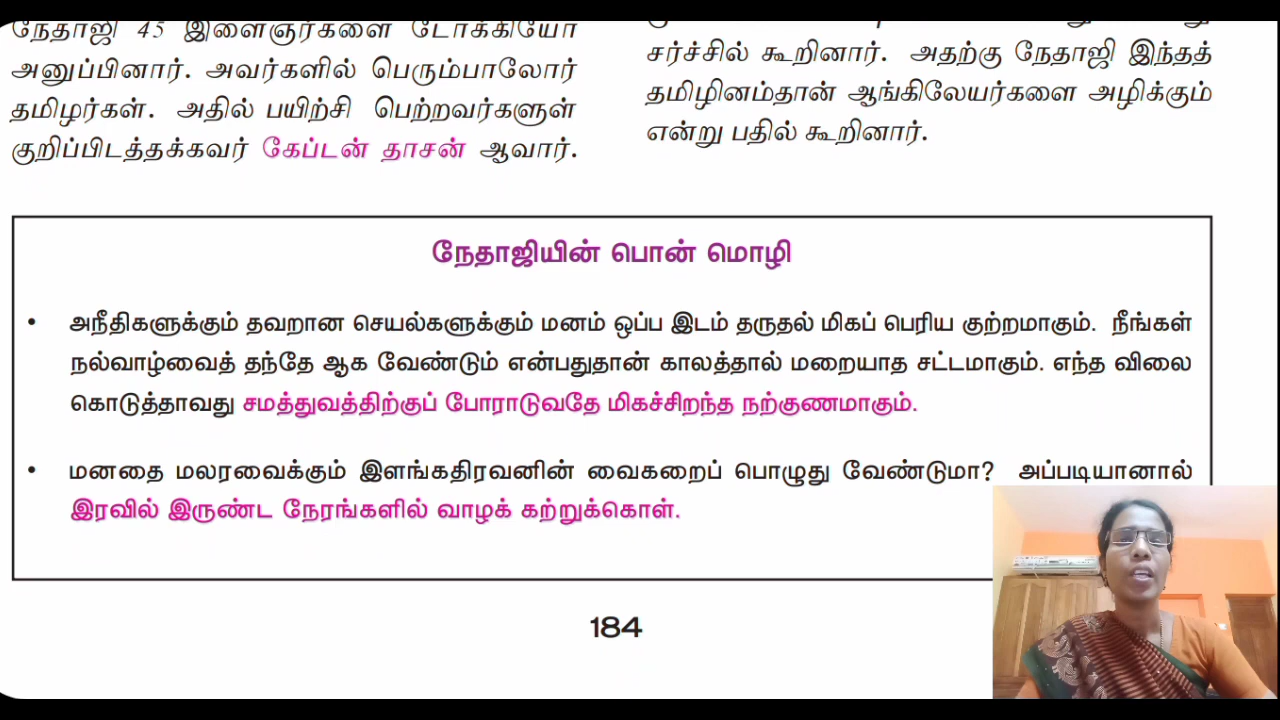 நேதாஜி 45 இளைஞர்களை டோக்கியோ
அனுப்பினார். அவர்களில் பெரும்பாலோர்
தமிழர்கள். அதில் பயிற்சி பெற்றவர்களுள்
குறிப்பிடத்தக்கவர் கேப்டன் தாசன் ஆவார்.
சர்ச்சில் கூறினார். அதற்கு நேதாஜி இந்தத்
தமிழினம்தான் ஆங்கிலேயர்களை அழிக்கும்
என்று பதில் கூறினார்.
நேதாஜியின் பொன் மொழி
• அநீதிகளுக்கும் தவறான செயல்களுக்கும் மனம் ஒப்ப இடம் தருதல் மிகப் பெரிய குற்றமாகும். நீங்கள்
நல்வாழ்வைத் தந்தே ஆக வேண்டும் என்பதுதான் காலத்தால் மறையாத சட்டமாகும். எந்த விலை
கொடுத்தாவது சமத்துவத்திற்குப் போராடுவதே மிகச்சிறந்த நற்குணமாகும்.
• மனதை மலரவைக்கும் இளங்கதிரவனின் வைகறைப் பொழுது வேண்டுமா? அப்படியானால்
இரவில் இருண்ட நேரங்களில் வாழக் கற்றுக்கொள்.
184